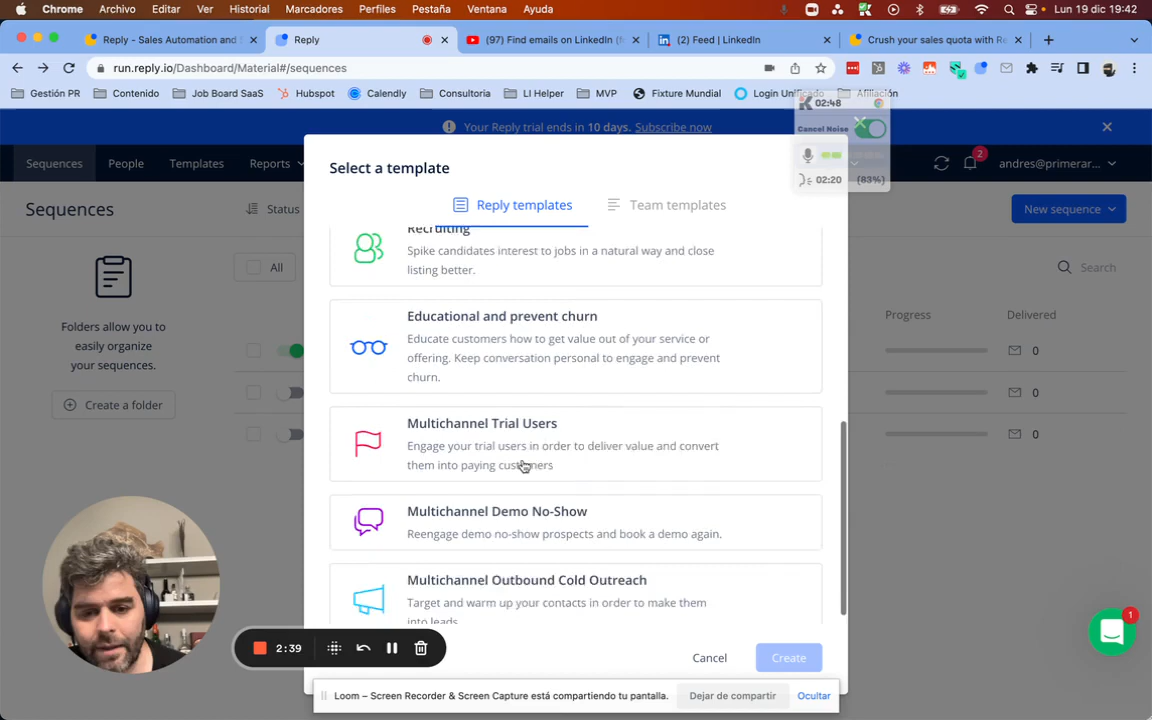 Chrome Archivo Editar Ver Historial Marcadores Perfiles Pestaña Ventana Ayuda Lun 19 dic 19:42
Reply - Sales Automation and S
Reply
(97) Find emails on LinkedIn (fr
(2) Feed | LinkedIn
Crush your sales quota with Re
run.reply.io/Dashboard/Material#/sequences
Gestión PR Contenido Job Board SaaS Hubspot Calendly Consultoria LI Helper MVP Fixture Mundial Login Unificado Afiliación
02:48
Cancel Noise
02:20 (83%)
Your Reply trial ends in 10 days. Subscribe now
Sequences People Templates Reports
2
andres@primerar...
Sequences
Status
New sequence
Folders allow you to
easily organize
your sequences.
Create a folder
All
Search
Progress Delivered
0
0
0
Select a template
Reply templates Team templates
Recruiting
Spike candidates interest to jobs in a natural way and close
listing better.
Educational and prevent churn
Educate customers how to get value out of your service or
offering. Keep conversation personal to engage and prevent
churn.
Multichannel Trial Users
Engage your trial users in order to deliver value and convert
them into paying customers
Multichannel Demo No-Show
Reengage demo no-show prospects and book a demo again.
Multichannel Outbound Cold Outreach
Target and warm up your contacts in order to make them
into leads.
Cancel Create
1
2:39
Loom – Screen Recorder & Screen Capture está compartiendo tu pantalla. Dejar de compartir Ocultar